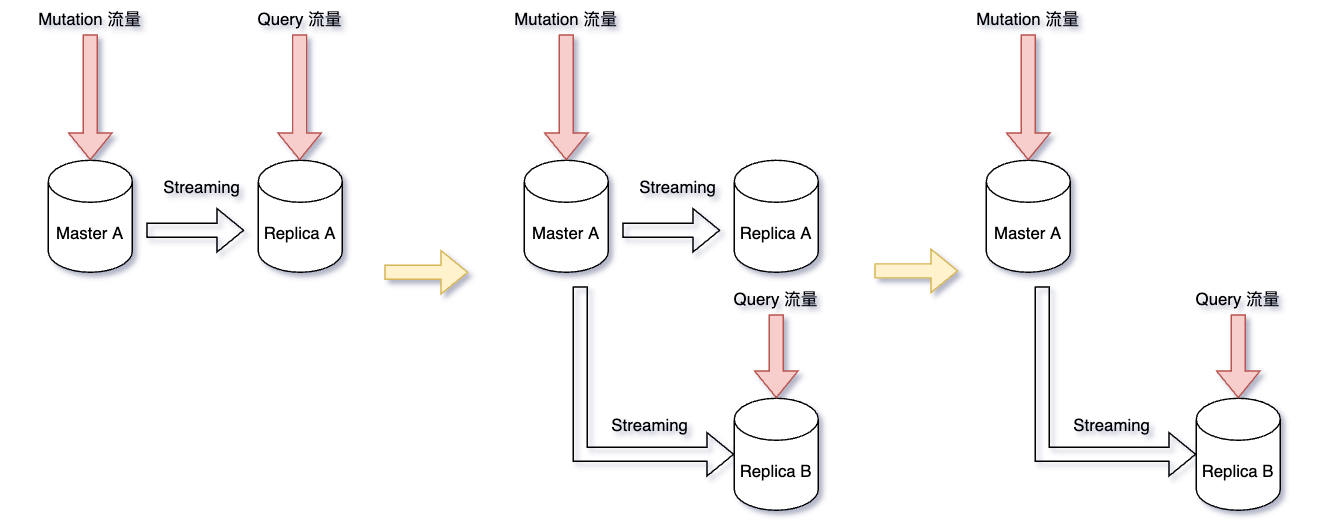 Mutation 流量
Query 流量
Streaming
Master A
Replica A
Mutation 流量
Streaming
Master A
Replica A
Query 流量
Streaming
Replica B
Mutation 流量
Master A
Query 流量
Streaming
Replica B